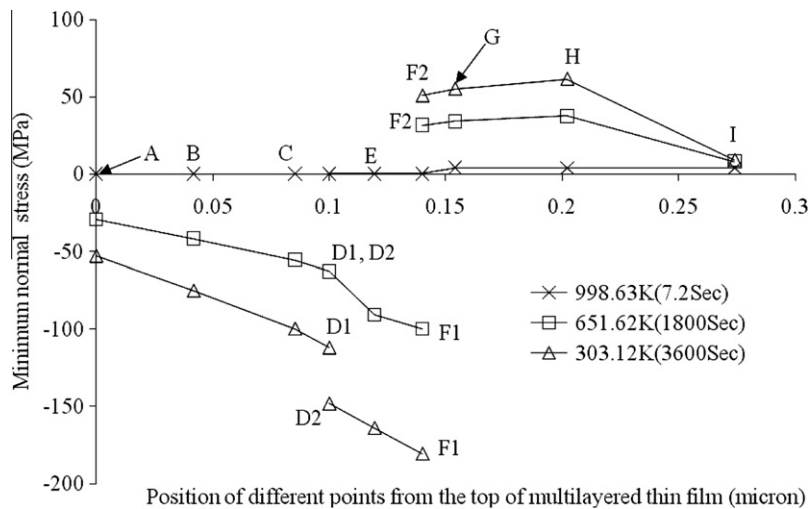 100
50
0
-50
-100
-150
-200
Minimum normal stress (MPa)
0 0.05 0.1 0.15 0.2 0.25 0.3
A
B
C
E
F2
F2
G
H
I
D1, D2
D1
D2
F1
F1
998.63K(7.2Sec)
651.62K(1800Sec)
303.12K(3600Sec)
Position of different points from the top of multilayered thin film (micron)